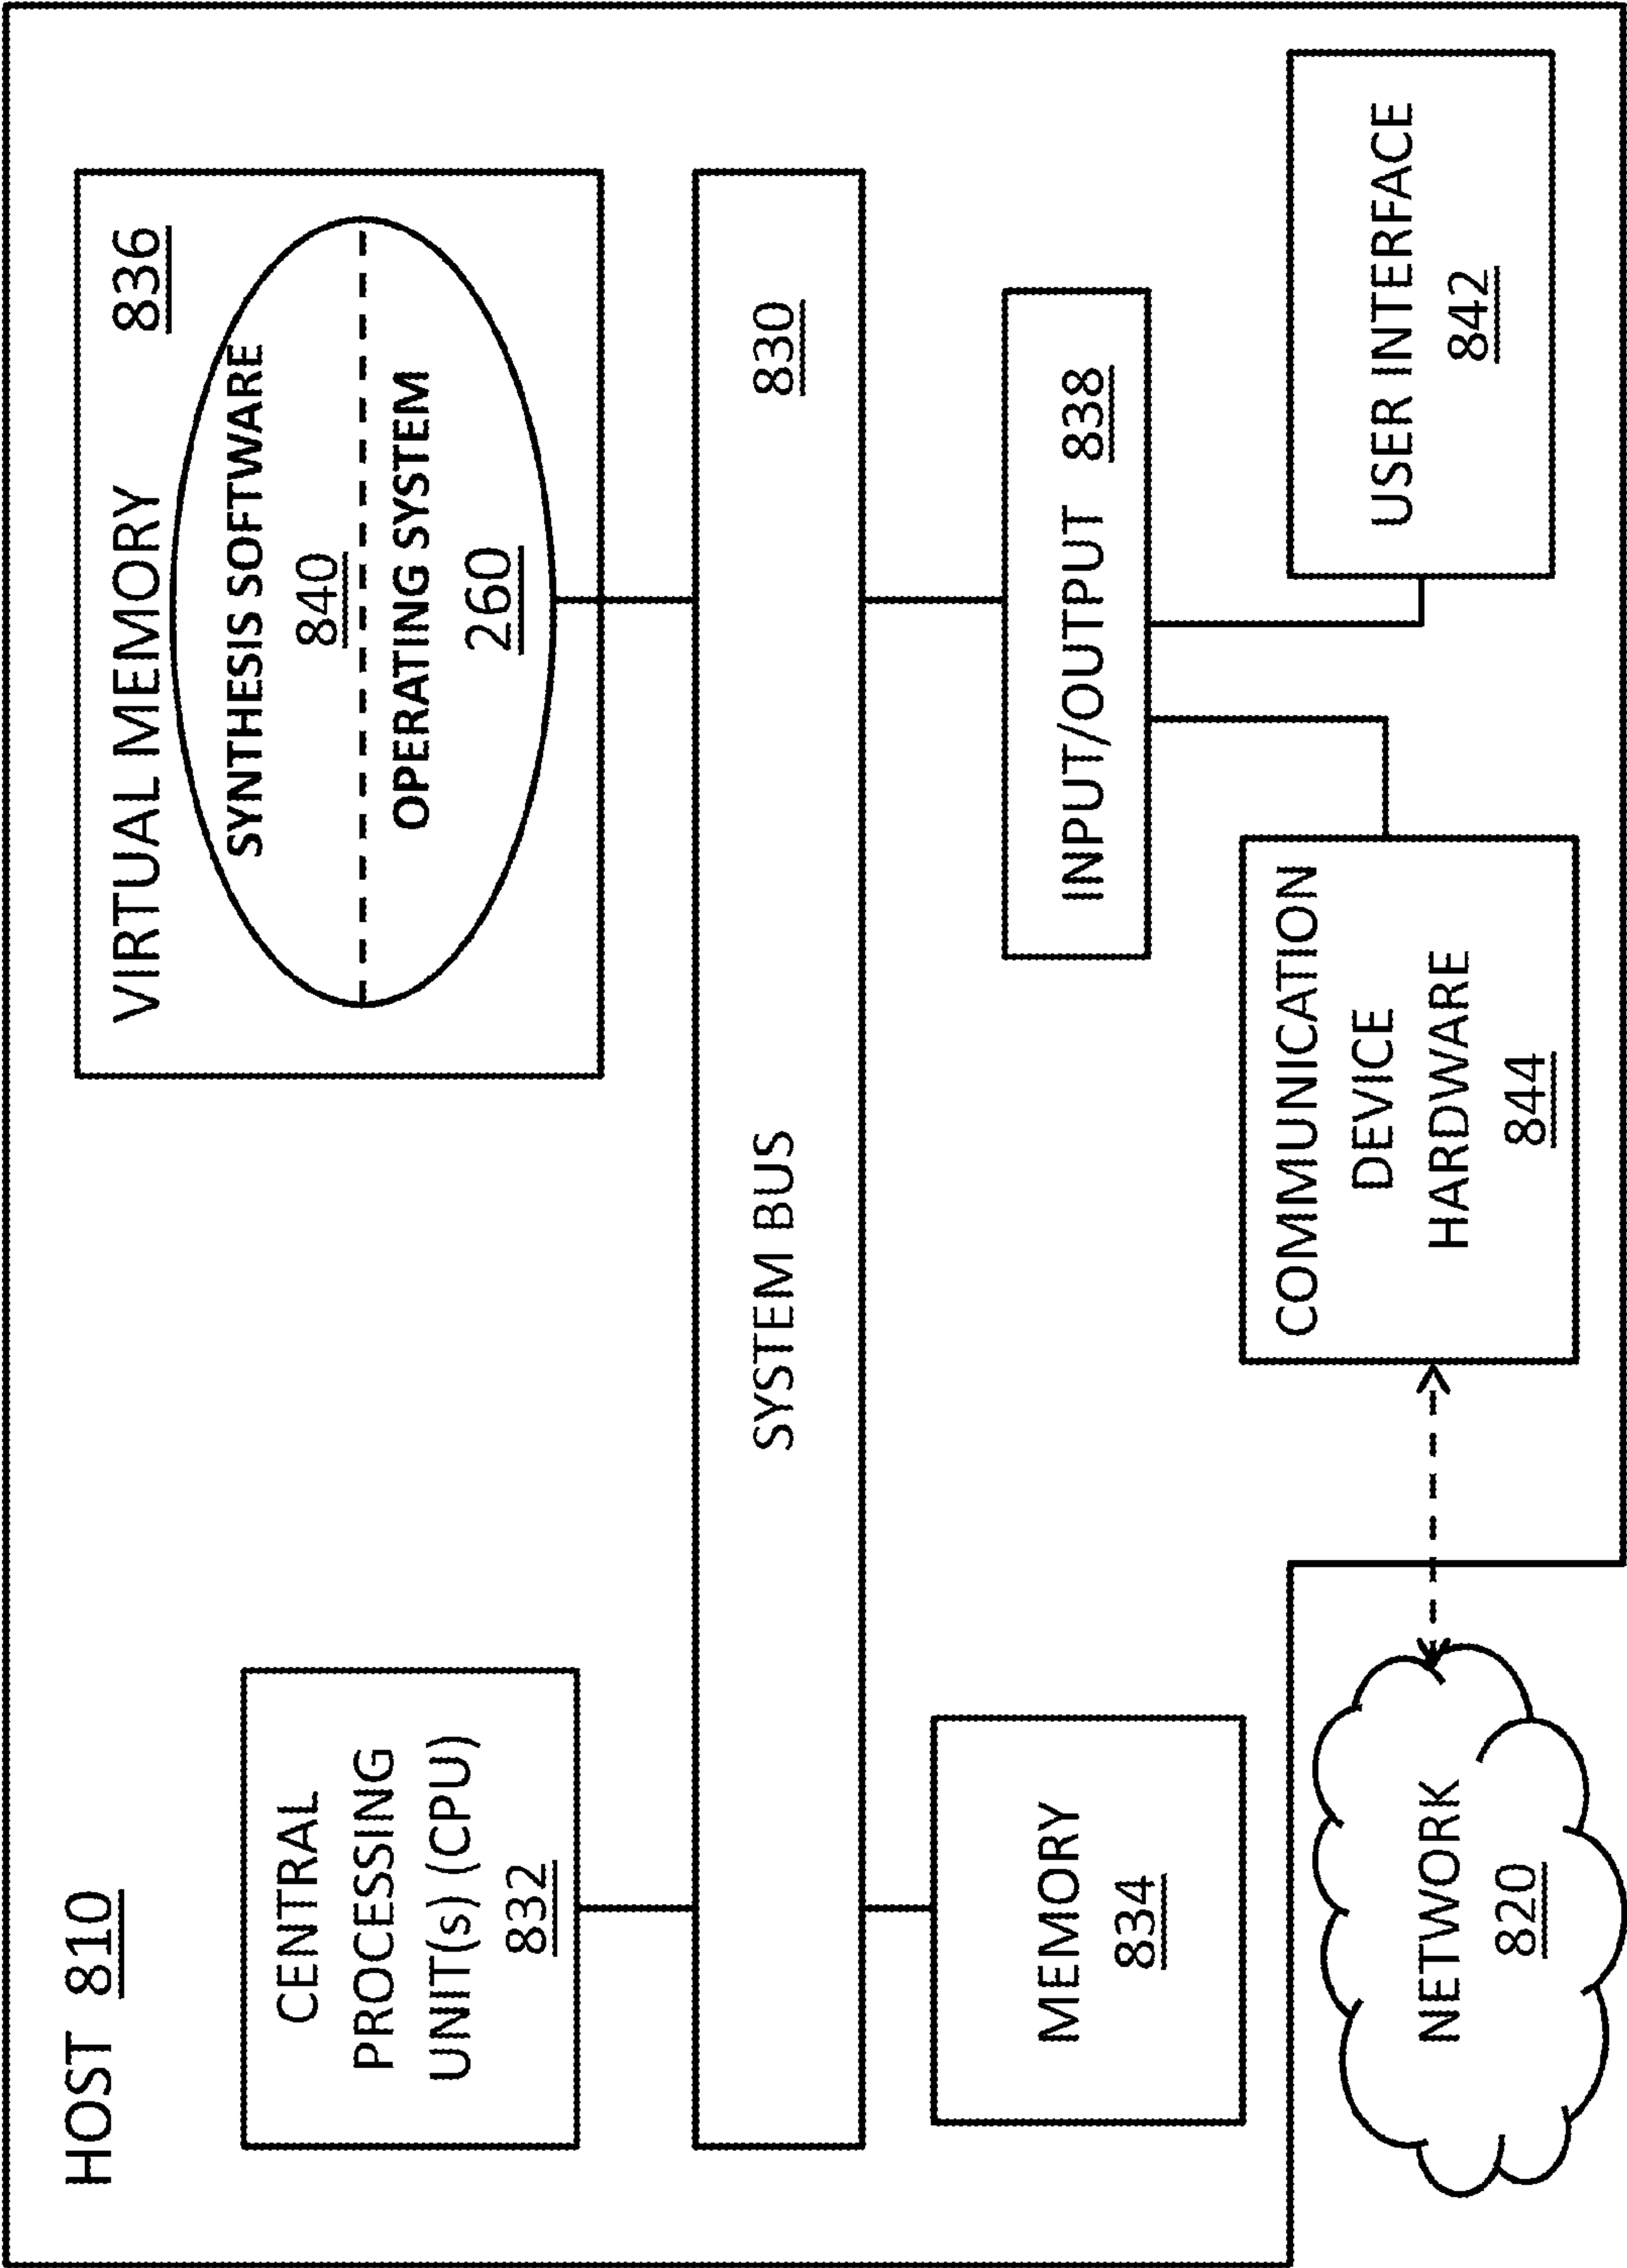 HOST 810
CENTRAL
PROCESSING
UNIT(s) (CPU)
832
VIRTUAL MEMORY 836
SYNTHESIS SOFTWARE
840
OPERATING SYSTEM
260
SYSTEM BUS 830
MEMORY
834
INPUT/OUTPUT 838
NETWORK
820
COMMUNICATION
DEVICE
HARDWARE
844
USER INTERFACE
842